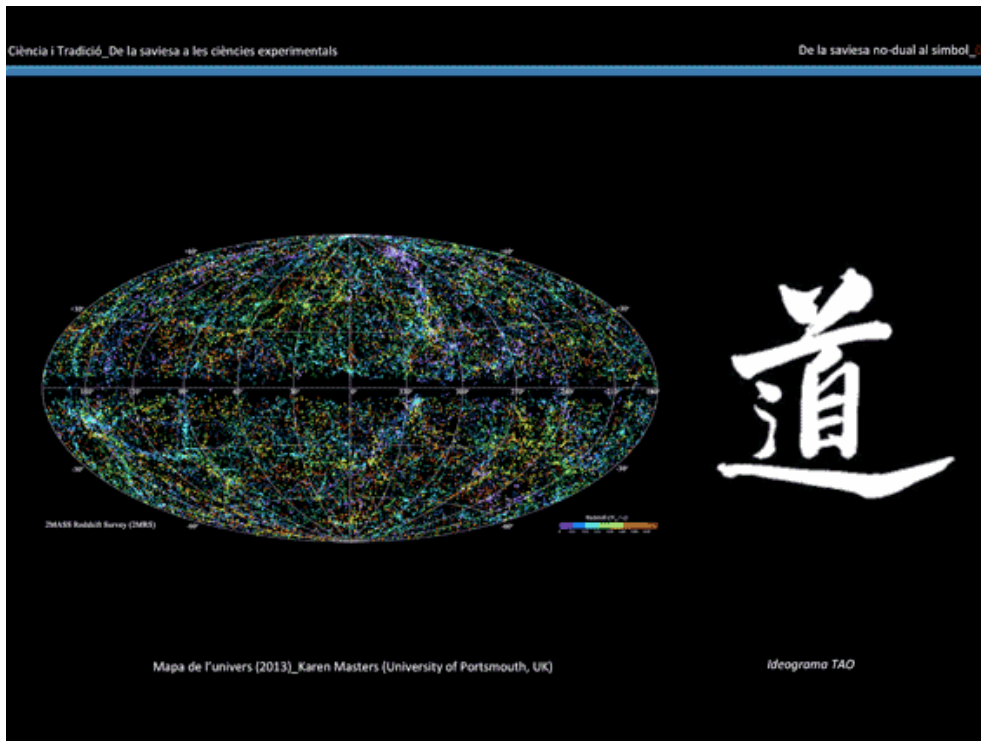 Ciència i Tradició_De la saviesa a les ciències experimentals
De la saviesa no-dual al símbol_
道
2MASS Redshift Survey (2MRS)
Mapa de l'univers (2013)_Karen Masters (University of Portsmouth, UK)
Ideograma TAO